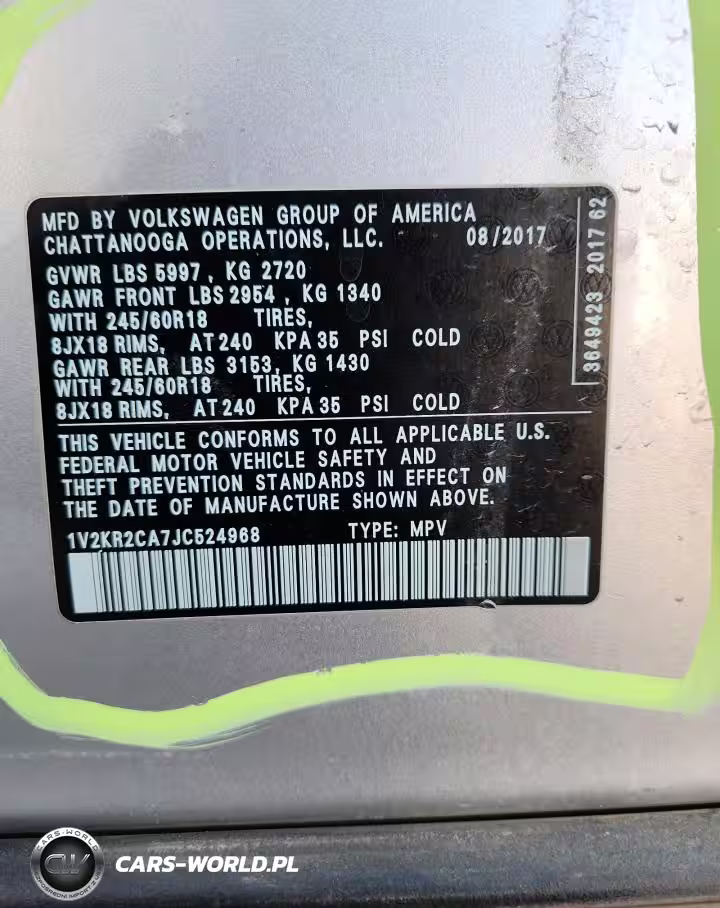 MFD BY VOLKSWAGEN GROUP OF AMERICA
CHATTANOOGA OPERATIONS, LLC. 08/2017
GVWR LBS 5997 , KG 2720
GAWR FRONT LBS 2954 , KG 1340
WITH 245/60R18 TIRES,
8JX18 RIMS, AT 240 KPA 35 PSI COLD
GAWR REAR LBS 3153, KG 1430
WITH 245/60R18 TIRES,
8JX18 RIMS, AT 240 KPA 35 PSI COLD
THIS VEHICLE CONFORMS TO ALL APPLICABLE U.S.
FEDERAL MOTOR VEHICLE SAFETY AND
THEFT PREVENTION STANDARDS IN EFFECT ON
THE DATE OF MANUFACTURE SHOWN ABOVE.
1V2KR2CA7JC524968 TYPE: MPV
3649423 2017 62
CARS-WORLD
CARS-WORLD.PL